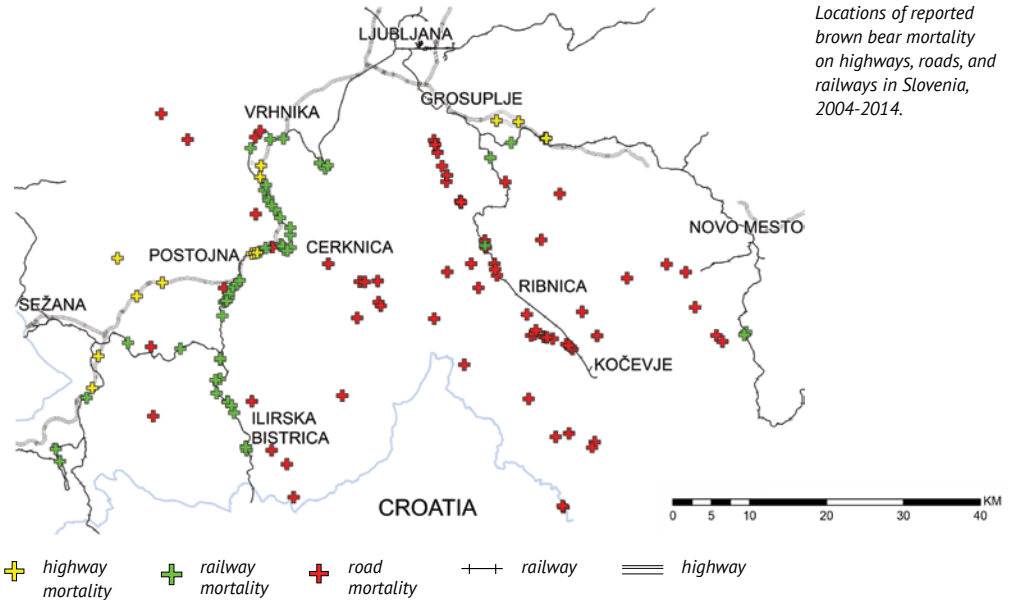 Locations of reported
brown bear mortality
on highways, roads, and
railways in Slovenia,
2004-2014.
LJUBLJANA
GROSUPLJE
VRHNIKA
NOVO MESTO
POSTOJNA
CERKNICA
RIBNICA
SEŽANA
KOČEVJE
ILIRSKA
BISTRICA
CROATIA
KM
0 5 10 20 30 40
highway
mortality
railway
mortality
road
mortality
railway
highway